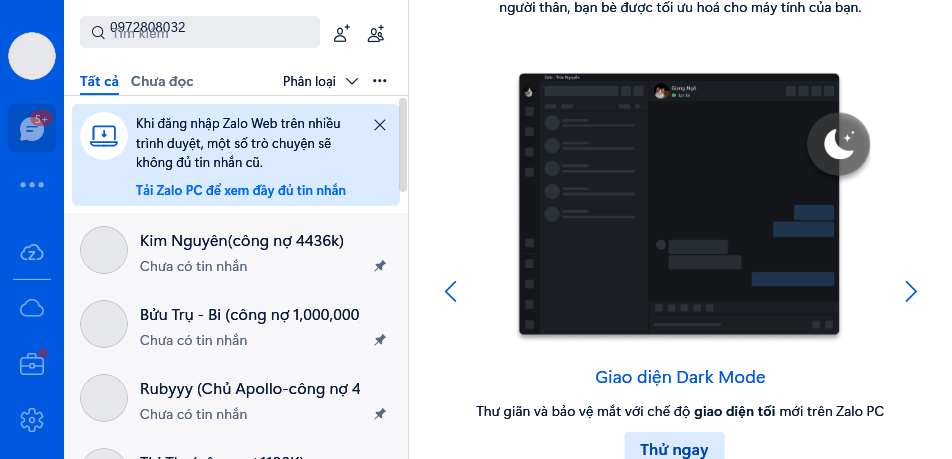 0972808032
Tìm kiếm
Tất cả
Chưa đọc
Phân loại
5+
Khi đăng nhập Zalo Web trên nhiều
trình duyệt, một số trò chuyện sẽ
không đủ tin nhắn cũ.
Tải Zalo PC để xem đầy đủ tin nhắn
Kim Nguyên(công nợ 4436k)
Chưa có tin nhắn
Bửu Trụ - Bi (công nợ 1,000,000
Chưa có tin nhắn
Rubyyy (Chủ Apollo-công nợ 4
Chưa có tin nhắn
người thân, bạn bè được tối ưu hoá cho máy tính của bạn.
Giao diện Dark Mode
Thư giãn và bảo vệ mắt với chế độ giao diện tối mới trên Zalo PC
Thử ngay